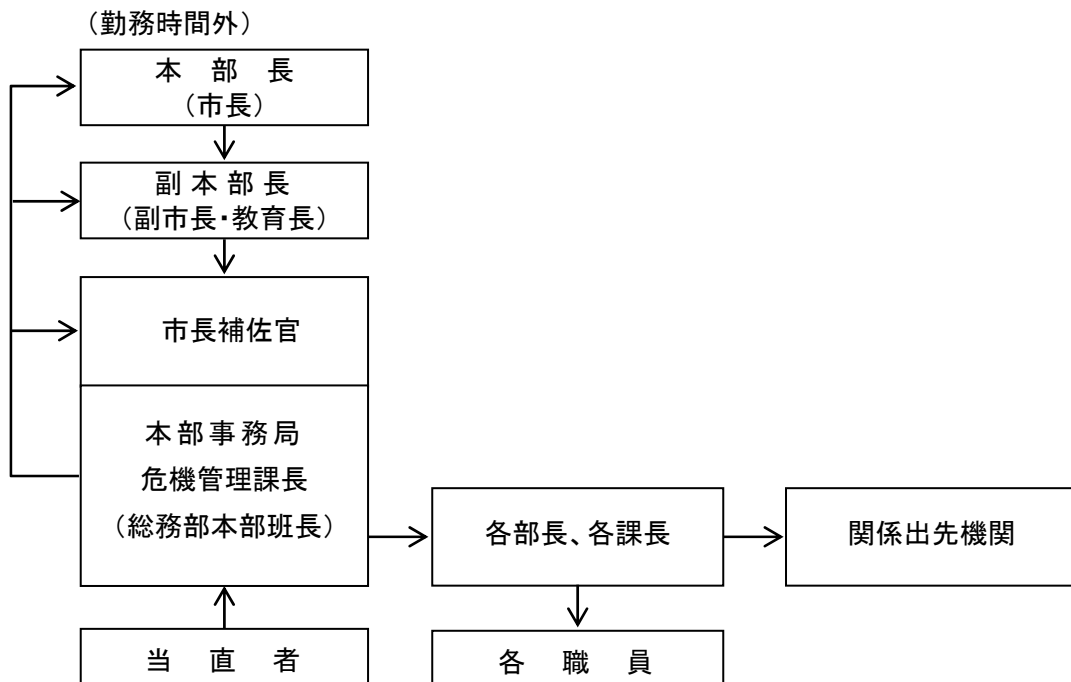 （勤務時間外）
本　部　長
（市長）
副 本 部 長
（副市長・教育長）
市長補佐官
本部事務局
危機管理課長
（総務部本部班長）
各部長、各課長
関係出先機関
当　直　者
各　職　員